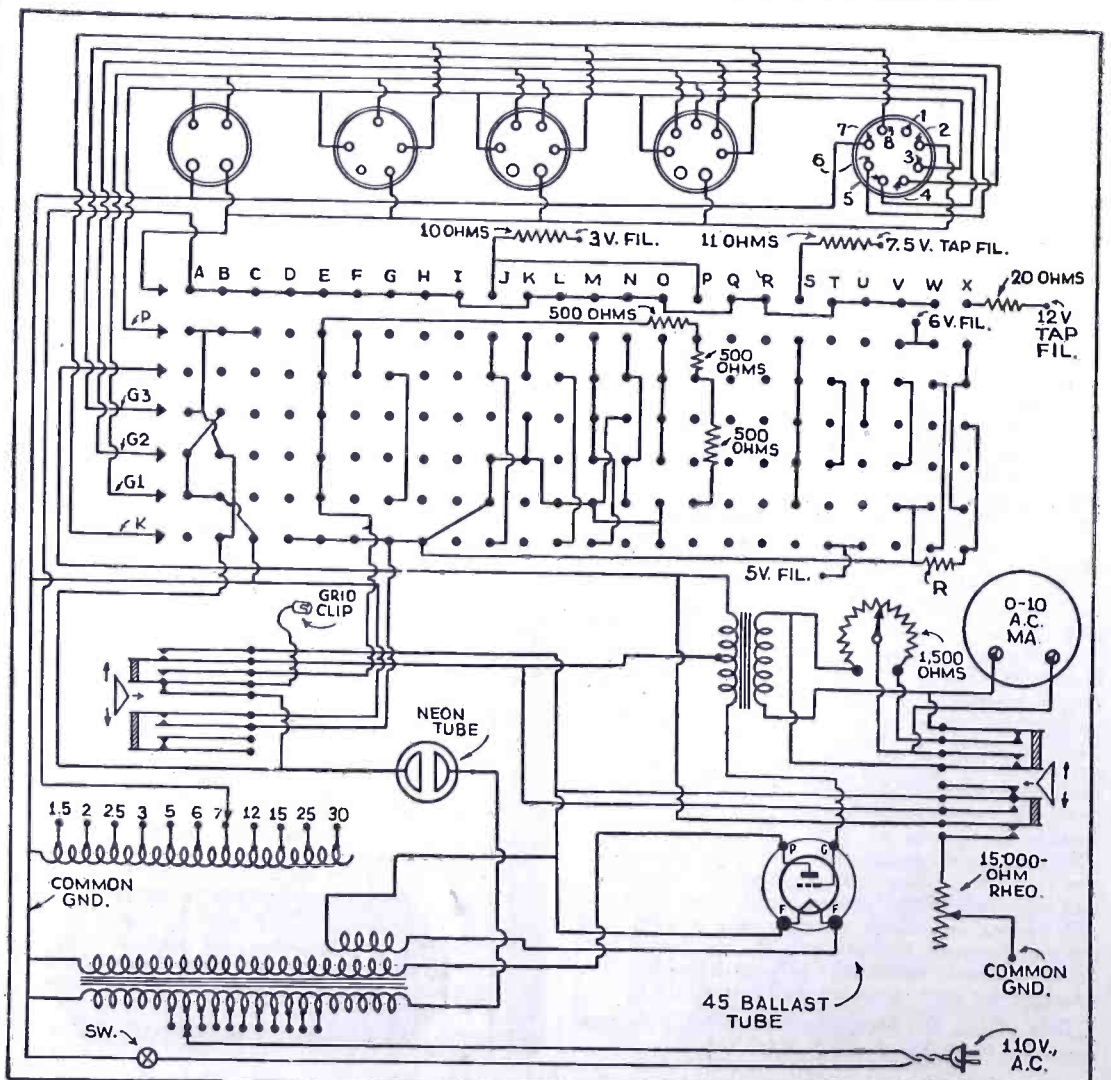 1
2
3
4
5
6
7
8
10 OHMS
3 V. FIL.
11 OHMS
7.5 V. TAP FIL.
A B C D E F G H I J K L M N O P Q R S T U V W X
20 OHMS
12 V
TAP
FIL.
500 OHMS
6 V. FIL.
P
500
OHMS
G3
G2
500
OHMS
G1
K
5V. FIL.
R
GRID
CLIP
0-10
A.C.
MA.
1,500
OHMS
NEON
TUBE
1.5 2 2.5 3 5 6 7 12 15 25 30
P G
F F
15,000-
OHM
RHEO.
COMMON
GND.
COMMON
GND.
45 BALLAST
TUBE
SW.
110V.,
A.C.